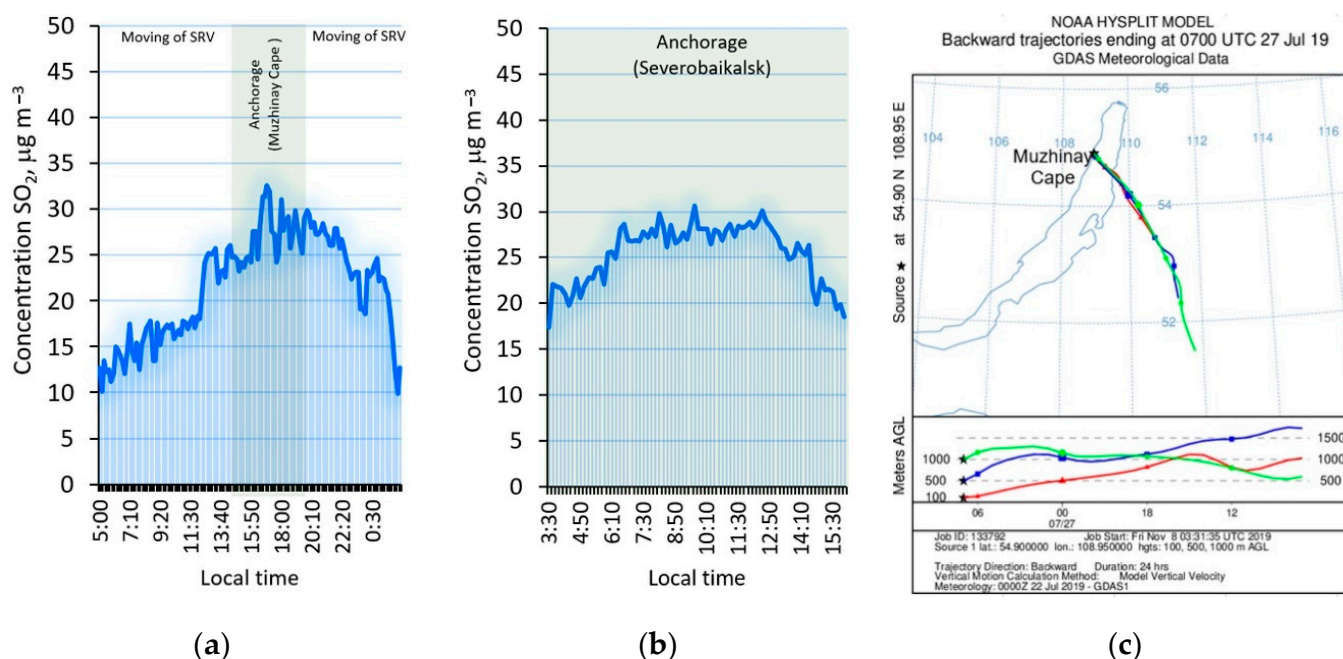 50
45
40
35
30
25
20
15
10
5
0
Concentration SO₂, µg m⁻³
Moving of SRV
Anchorage
(Muzhinay Cape )
Moving of SRV
5:00
7:10
9:20
11:30
13:40
15:50
18:00
20:10
22:20
0:30
Local time
(a)
50
45
40
35
30
25
20
15
10
5
0
Concentration SO₂, µg m⁻³
Anchorage
(Severobaikalsk)
3:30
4:50
6:10
7:30
8:50
10:10
11:30
12:50
14:10
15:30
Local time
(b)
NOAA HYSPLIT MODEL
Backward trajectories ending at 0700 UTC 27 Jul 19
GDAS Meteorological Data
Source ★ at 54.90 N 108.95 E
56
104
106
108
110
112
114
116
Muzhinay
Cape
54
52
Meters AGL
1000
500
100
1500
1000
500
06
00
18
12
07/27
Job ID: 133792 Job Start: Fri Nov 8 03:31:35 UTC 2019
Source 1 lat.: 54.900000 lon.: 108.950000 hgts: 100, 500, 1000 m AGL
Trajectory Direction: Backward Duration: 24 hrs
Vertical Motion Calculation Method: Model Vertical Velocity
Meteorology: 0000Z 22 Jul 2019 - GDAS1
(c)